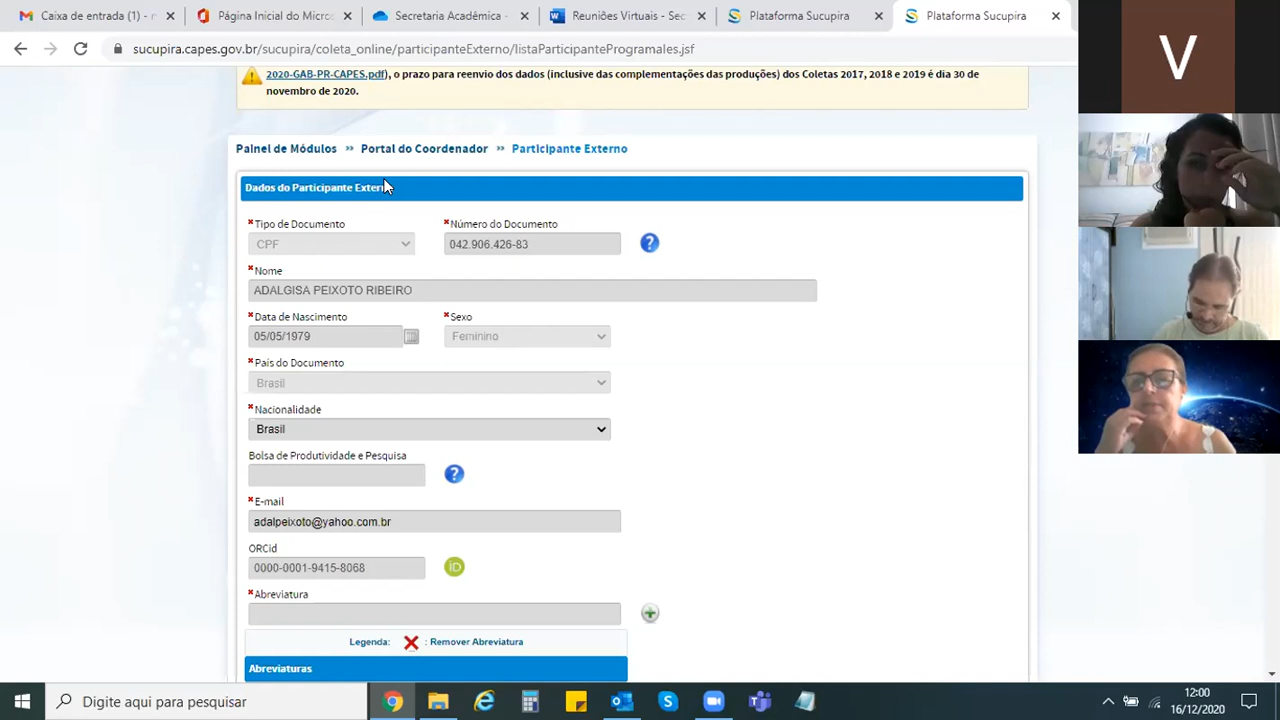 Caixa de entrada (1) - r
Página Inicial do Micros
Secretaria Acadêmica -
Reuniões Virtuais - Sec
Plataforma Sucupira
Plataforma Sucupira
sucupira.capes.gov.br/sucupira/coleta_online/participanteExterno/listaParticipanteProgramaIes.jsf
V
2020-GAB-PR-CAPES.pdf), o prazo para reenvio dos dados (inclusive das complementações das produções) dos Coletas 2017, 2018 e 2019 é dia 30 de
novembro de 2020.
Painel de Módulos » Portal do Coordenador » Participante Externo
Dados do Participante Externo
Tipo de Documento
Número do Documento
CPF
042.906.426-83
Nome
ADALGISA PEIXOTO RIBEIRO
Data de Nascimento
Sexo
05/05/1979
Feminino
País do Documento
Brasil
Nacionalidade
Brasil
Bolsa de Produtividade e Pesquisa
E-mail
adalpeixoto@yahoo.com.br
ORCid
0000-0001-9415-8068
iD
Abreviatura
Legenda: : Remover Abreviatura
Abreviaturas
Digite aqui para pesquisar
12:00
16/12/2020